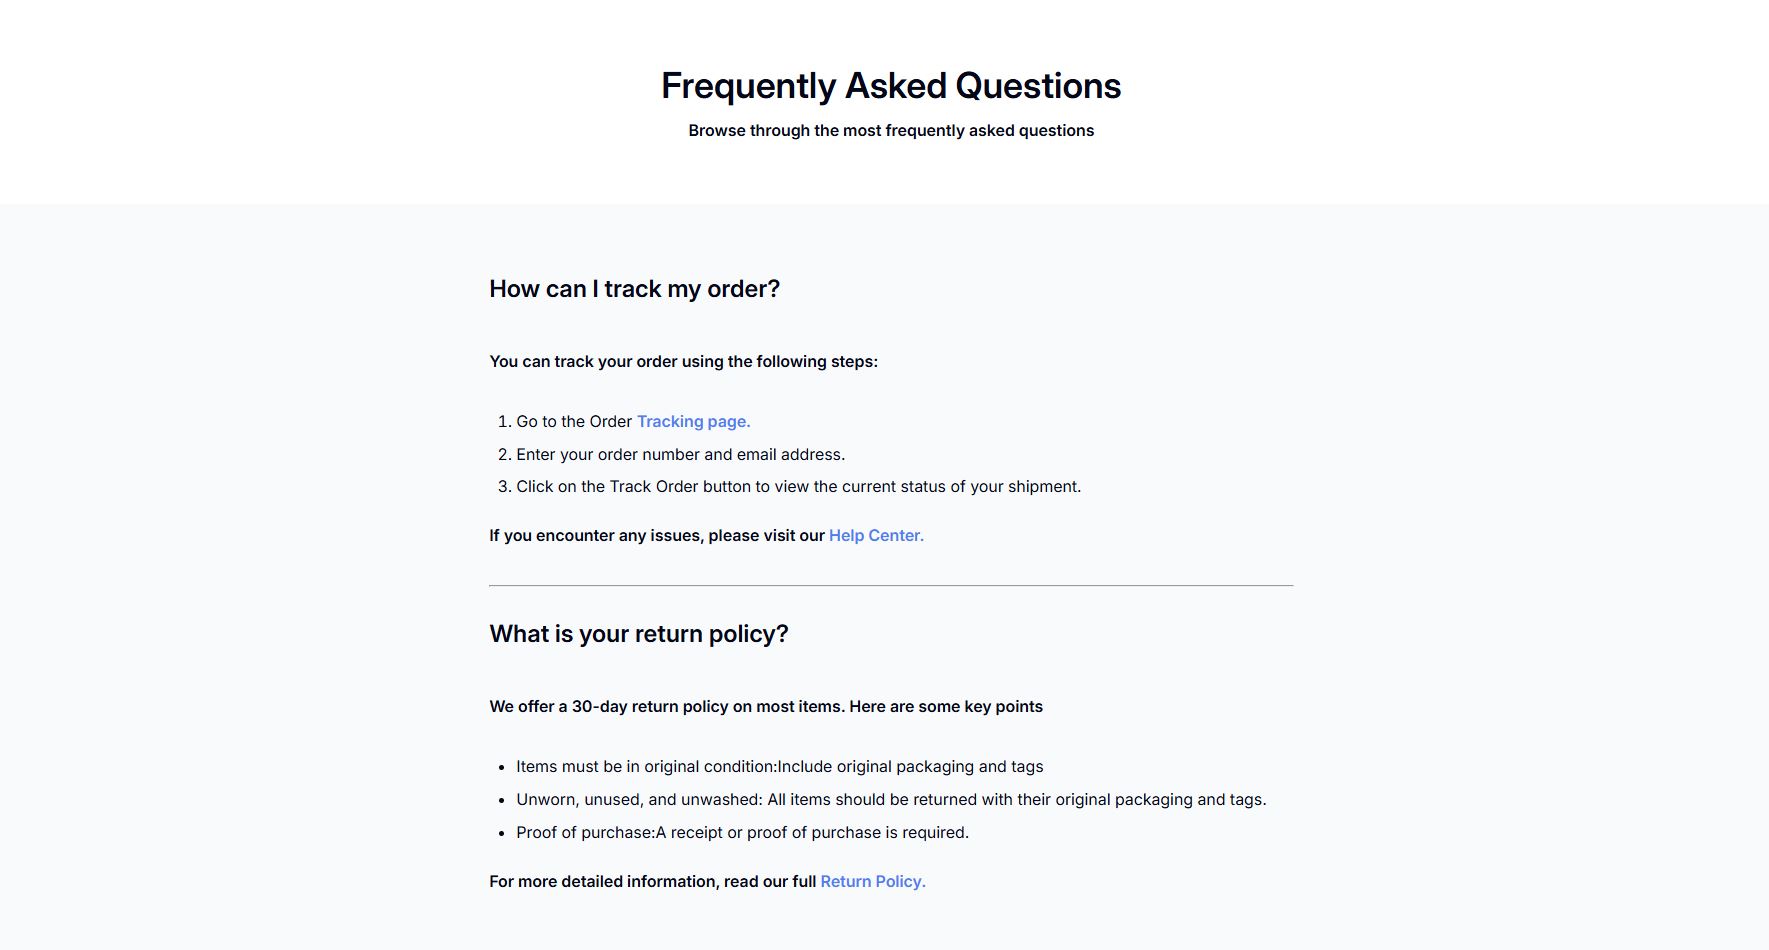 Frequently Asked Questions
Browse through the most frequently asked questions
How can I track my order?
You can track your order using the following steps:
1. Go to the Order Tracking page.
2. Enter your order number and email address.
3. Click on the Track Order button to view the current status of your shipment.
If you encounter any issues, please visit our Help Center.
What is your return policy?
We offer a 30-day return policy on most items. Here are some key points
• Items must be in original condition:Include original packaging and tags
• Unworn, unused, and unwashed: All items should be returned with their original packaging and tags.
• Proof of purchase:A receipt or proof of purchase is required.
For more detailed information, read our full Return Policy.